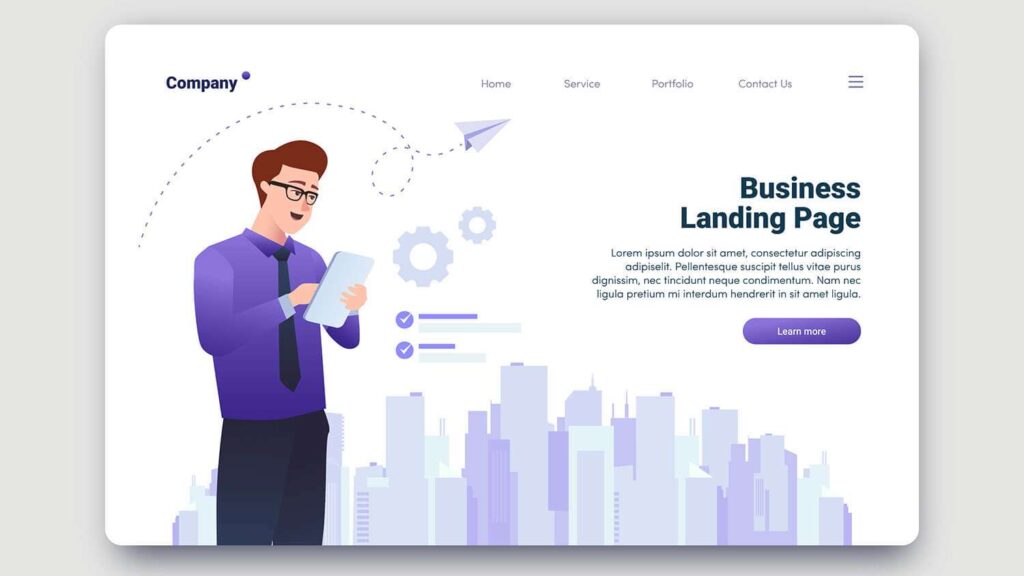 Company
Home
Service
Portfolio
Contact Us
Business
Landing Page
Lorem ipsum dolor sit amet, consectetur adipiscing
adipiselit. Pellentesque suscipit tellus vitae purus
dignissim, nec tincidunt neque condimentum. Nam nec
ligula pretium mi interdum hendrerit in sapien ligula.
Learn more